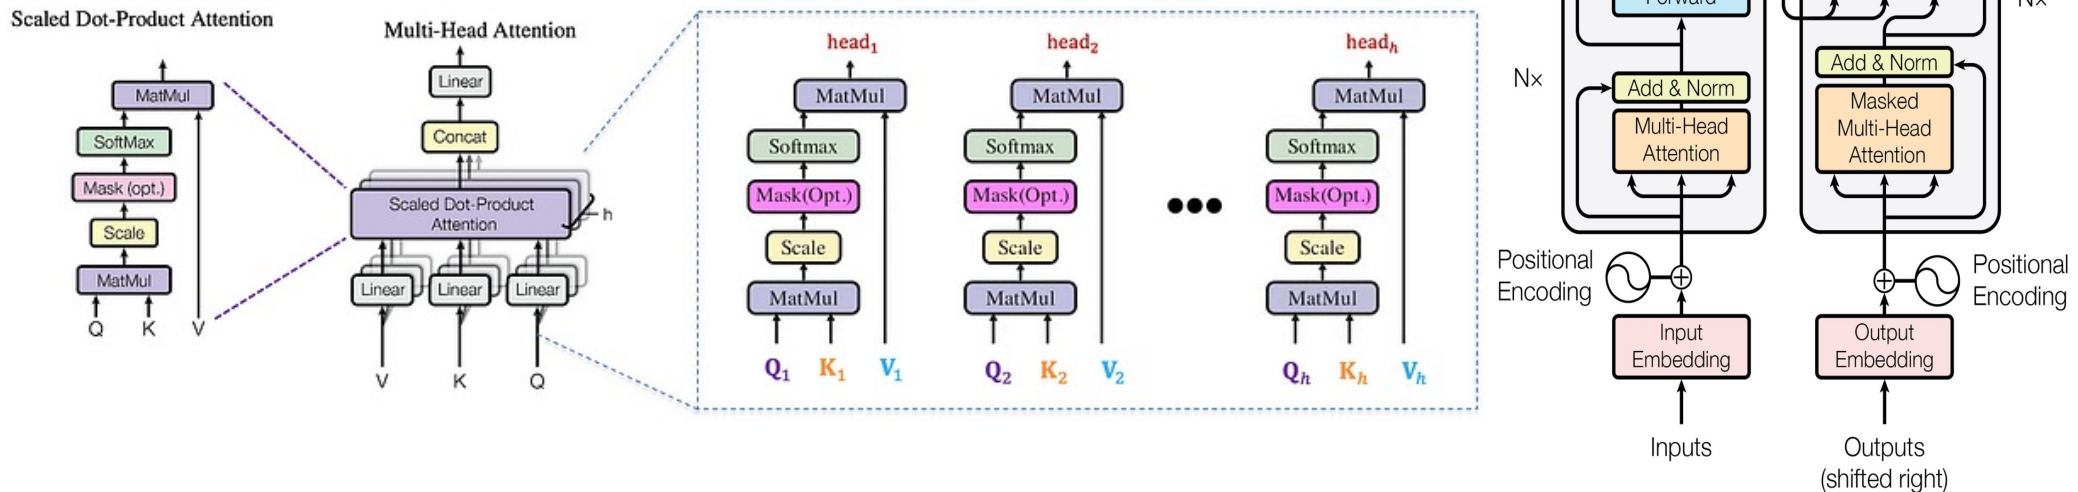 Scaled Dot-Product Attention
MatMul
SoftMax
Mask (opt.)
Scale
MatMul
Q K V
Multi-Head Attention
Linear
Concat
Scaled Dot-Product
Attention
h
Linear Linear Linear
V K Q
head1 head2 headh
MatMul MatMul MatMul
Softmax Softmax Softmax
Mask(Opt.) Mask(Opt.) Mask(Opt.)
Scale Scale Scale
MatMul MatMul MatMul
Q1 K1 V1 Q2 K2 V2 Qh Kh Vh
Forward
N×
Add & Norm
Multi-Head
Attention
Positional
Encoding
Input
Embedding
Inputs
N×
Add & Norm
Masked
Multi-Head
Attention
Positional
Encoding
Output
Embedding
Outputs
(shifted right)